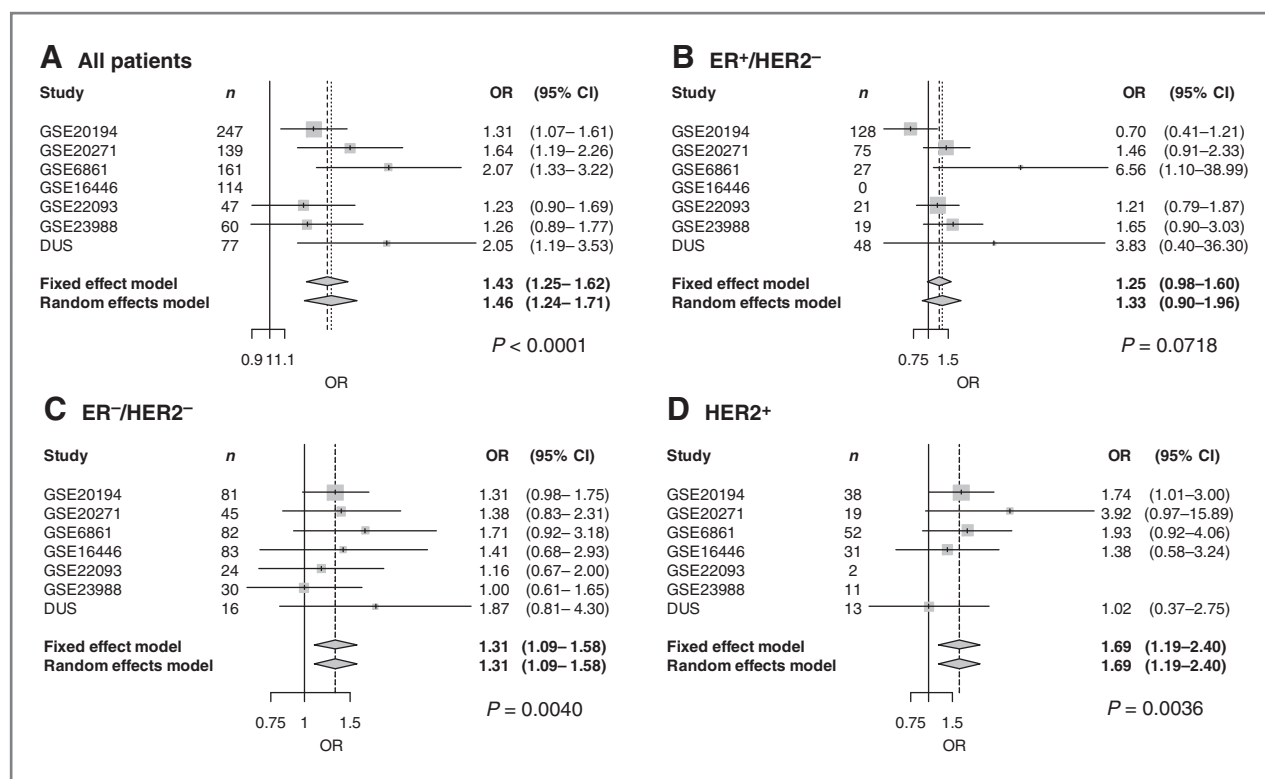 A All patients
Study n OR (95% CI)
GSE20194 247 1.31 (1.07– 1.61)
GSE20271 139 1.64 (1.19– 2.26)
GSE6861 161 2.07 (1.33– 3.22)
GSE16446 114
GSE22093 47 1.23 (0.90– 1.69)
GSE23988 60 1.26 (0.89– 1.77)
DUS 77 2.05 (1.19– 3.53)
Fixed effect model 1.43 (1.25– 1.62)
Random effects model 1.46 (1.24– 1.71)
P < 0.0001
0.9 11.1
OR
B ER+/HER2–
Study n OR (95% CI)
GSE20194 128 0.70 (0.41–1.21)
GSE20271 75 1.46 (0.91–2.33)
GSE6861 27 6.56 (1.10–38.99)
GSE16446 0
GSE22093 21 1.21 (0.79–1.87)
GSE23988 19 1.65 (0.90–3.03)
DUS 48 3.83 (0.40–36.30)
Fixed effect model 1.25 (0.98–1.60)
Random effects model 1.33 (0.90–1.96)
P = 0.0718
0.75 1.5
OR
C ER–/HER2–
Study n OR (95% CI)
GSE20194 81 1.31 (0.98– 1.75)
GSE20271 45 1.38 (0.83– 2.31)
GSE6861 82 1.71 (0.92– 3.18)
GSE16446 83 1.41 (0.68– 2.93)
GSE22093 24 1.16 (0.67– 2.00)
GSE23988 30 1.00 (0.61– 1.65)
DUS 16 1.87 (0.81– 4.30)
Fixed effect model 1.31 (1.09– 1.58)
Random effects model 1.31 (1.09– 1.58)
P = 0.0040
0.75 1 1.5
OR
D HER2+
Study n OR (95% CI)
GSE20194 38 1.74 (1.01–3.00)
GSE20271 19 3.92 (0.97–15.89)
GSE6861 52 1.93 (0.92–4.06)
GSE16446 31 1.38 (0.58–3.24)
GSE22093 2
GSE23988 11
DUS 13 1.02 (0.37–2.75)
Fixed effect model 1.69 (1.19–2.40)
Random effects model 1.69 (1.19–2.40)
P = 0.0036
0.75 1.5
OR